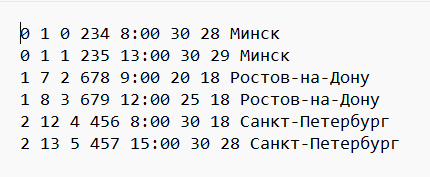 0 1 0 234 8:00 30 28 Минск
0 1 1 235 13:00 30 29 Минск
1 7 2 678 9:00 20 18 Ростов-на-Дону
1 8 3 679 12:00 25 18 Ростов-на-Дону
2 12 4 456 8:00 30 18 Санкт-Петербург
2 13 5 457 15:00 30 28 Санкт-Петербург